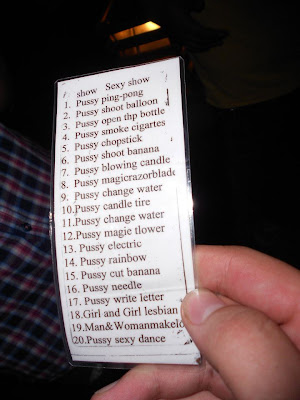 show Sexy show
1. Pussy ping-pong
2. Pussy shoot balloon
3. Pussy open thp bottle
4. Pussy smoke cigartes
5. Pussy chopstick
6. Pussy shoot banana
7. Pussy blowing candle
8. Pussy magicrazorblade
9. Pussy change water
10.Pussy candle tire
11.Pussy change water
12.Pussy magic tlower
13. Pussy electric
14. Pussy rainbow
15. Pussy cut banana
16. Pussy needle
17. Pussy write letter
18.Girl and Girl lesbian
19.Man&Womanmakelo
20.Pussy sexy dance